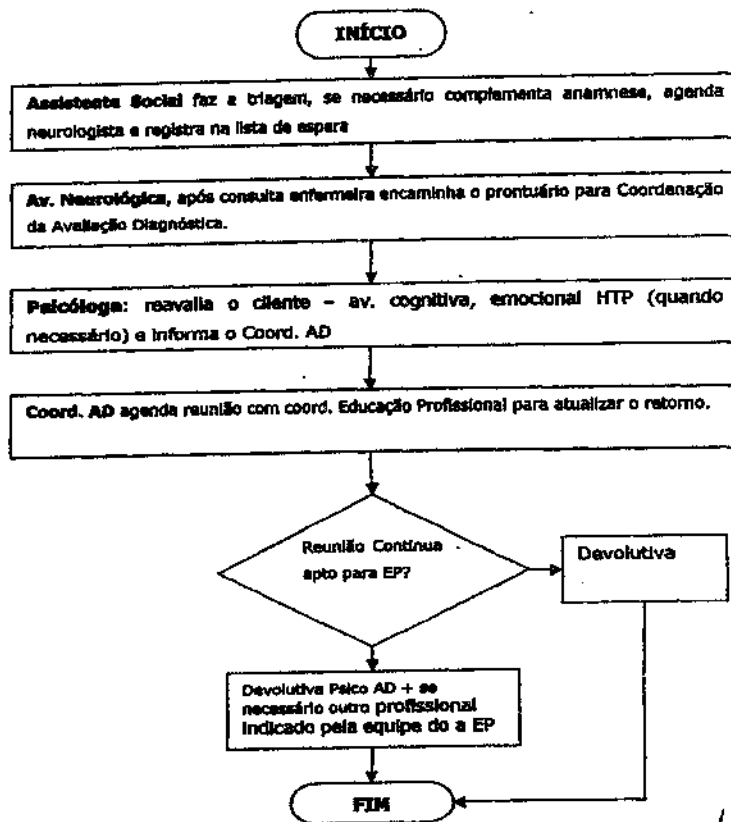 INÍCIO
Assistente Social faz a triagem, se necessário complementa anamnese, agenda
neurologista e registra na lista de espera
Av. Neurológica, após consulta enfermeira encaminha o prontuário para Coordenação
da Avaliação Diagnóstica.
Psicóloga: reavalia o cliente – av. cognitiva, emocional HTP (quando
necessário) e informa o Coord. AD
Coord. AD agenda reunião com coord. Educação Profissional para atualizar o retorno.
Reunião Contínua
apto para EP?
Devolutiva
Devolutiva Psico AD + se
necessário outro profissional
indicado pela equipe do a EP
FIM